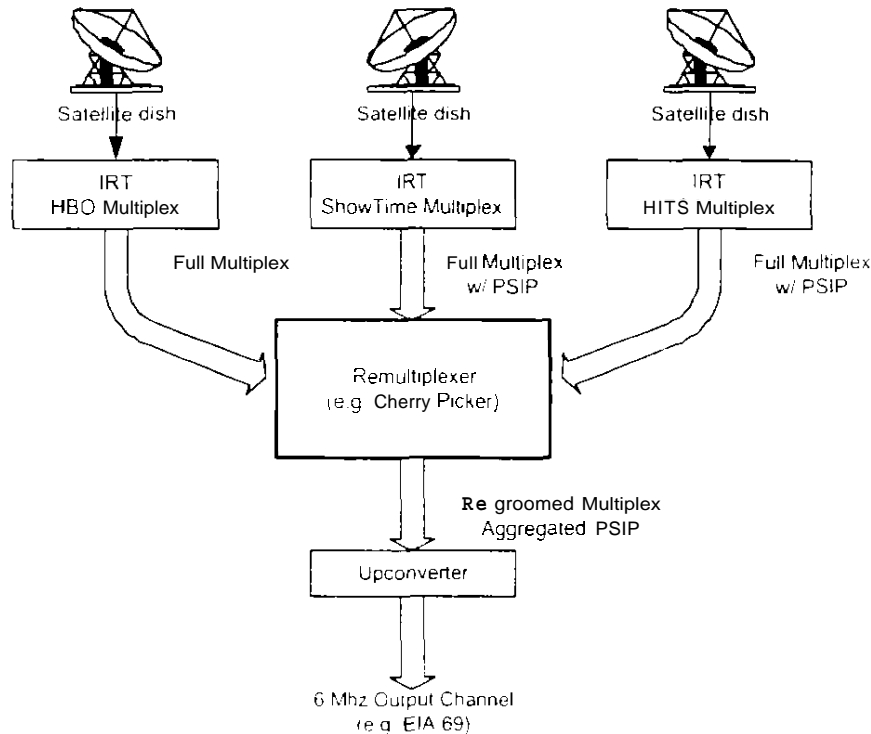 Satellite dish
Satellite dish
Satellite dish
IRT
HBO Multiplex
IRT
ShowTime Multiplex
IRT
HITS Multiplex
Full Multiplex
Full Multiplex
w/ PSIP
Full Multiplex
w/ PSIP
Remultiplexer
(e.g. Cherry Picker)
Re groomed Multiplex
Aggregated PSIP
Upconverter
6 Mhz Output Channel
(e.g. EIA 69)